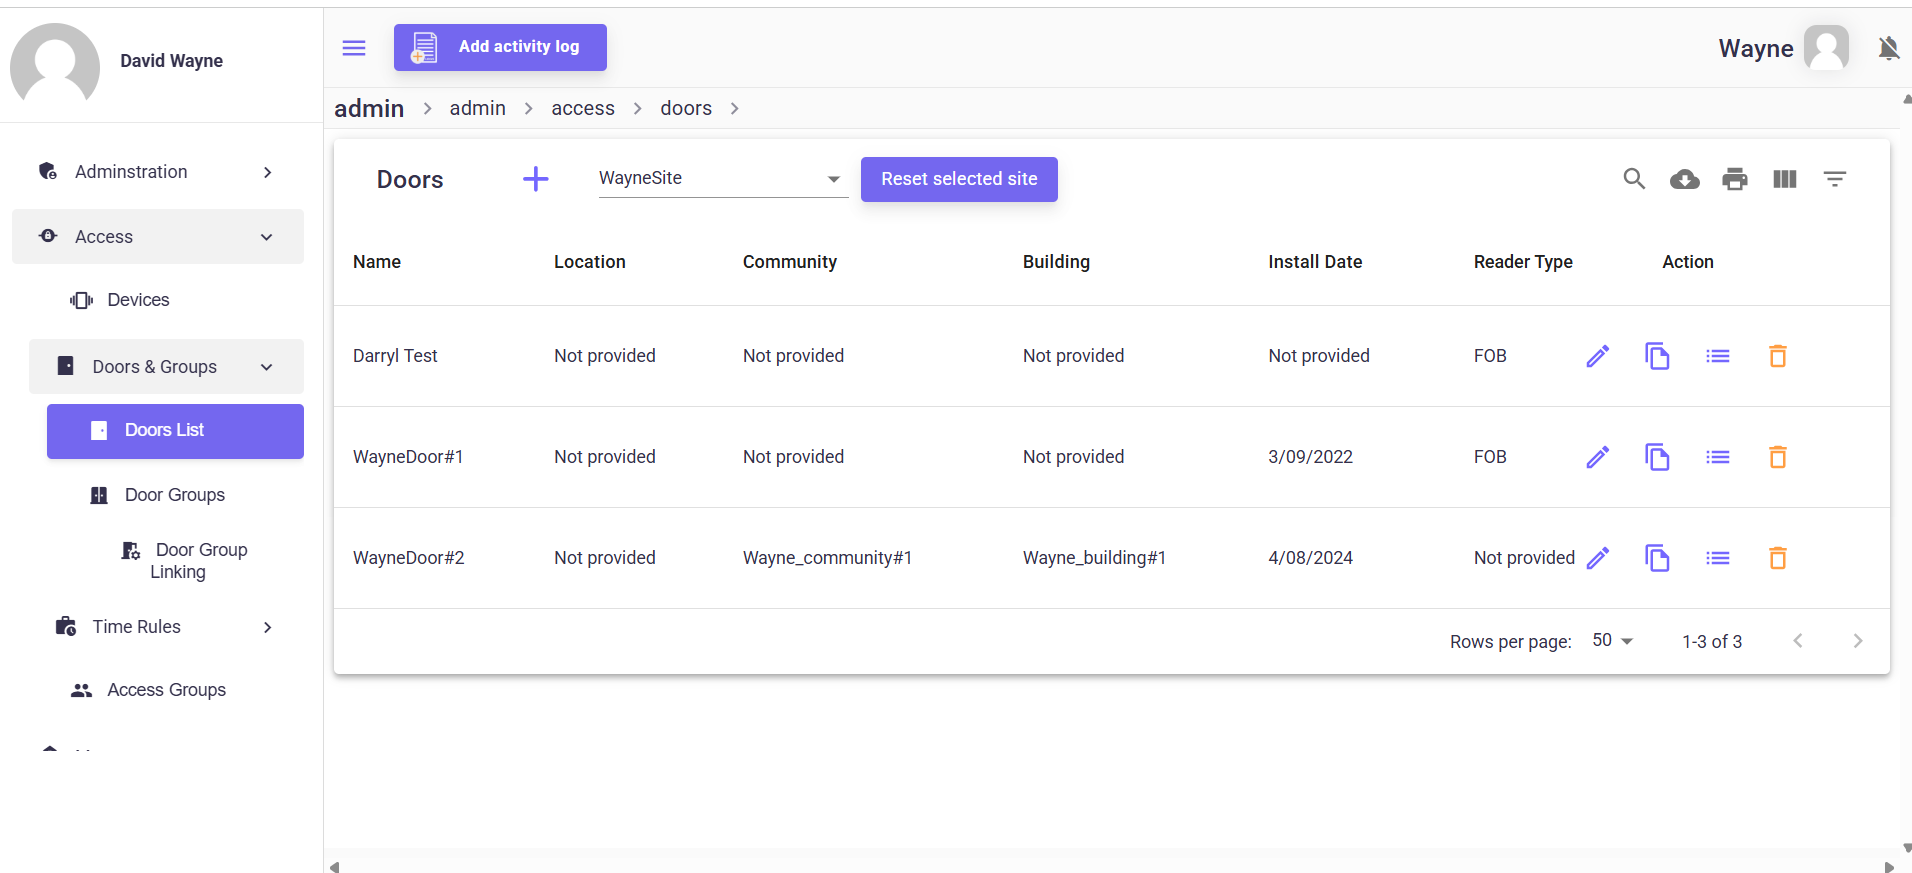 David Wayne
Add activity log
Wayne
admin
admin
access
doors
Adminstration
Access
Devices
Doors & Groups
Doors List
Door Groups
Door Group
Linking
Time Rules
Access Groups
Doors
WayneSite
Reset selected site
Name Location Community Building Install Date Reader Type Action
Darryl Test Not provided Not provided Not provided Not provided FOB
WayneDoor#1 Not provided Not provided Not provided 3/09/2022 FOB
WayneDoor#2 Not provided Wayne_community#1 Wayne_building#1 4/08/2024 Not provided
Rows per page: 50 1-3 of 3